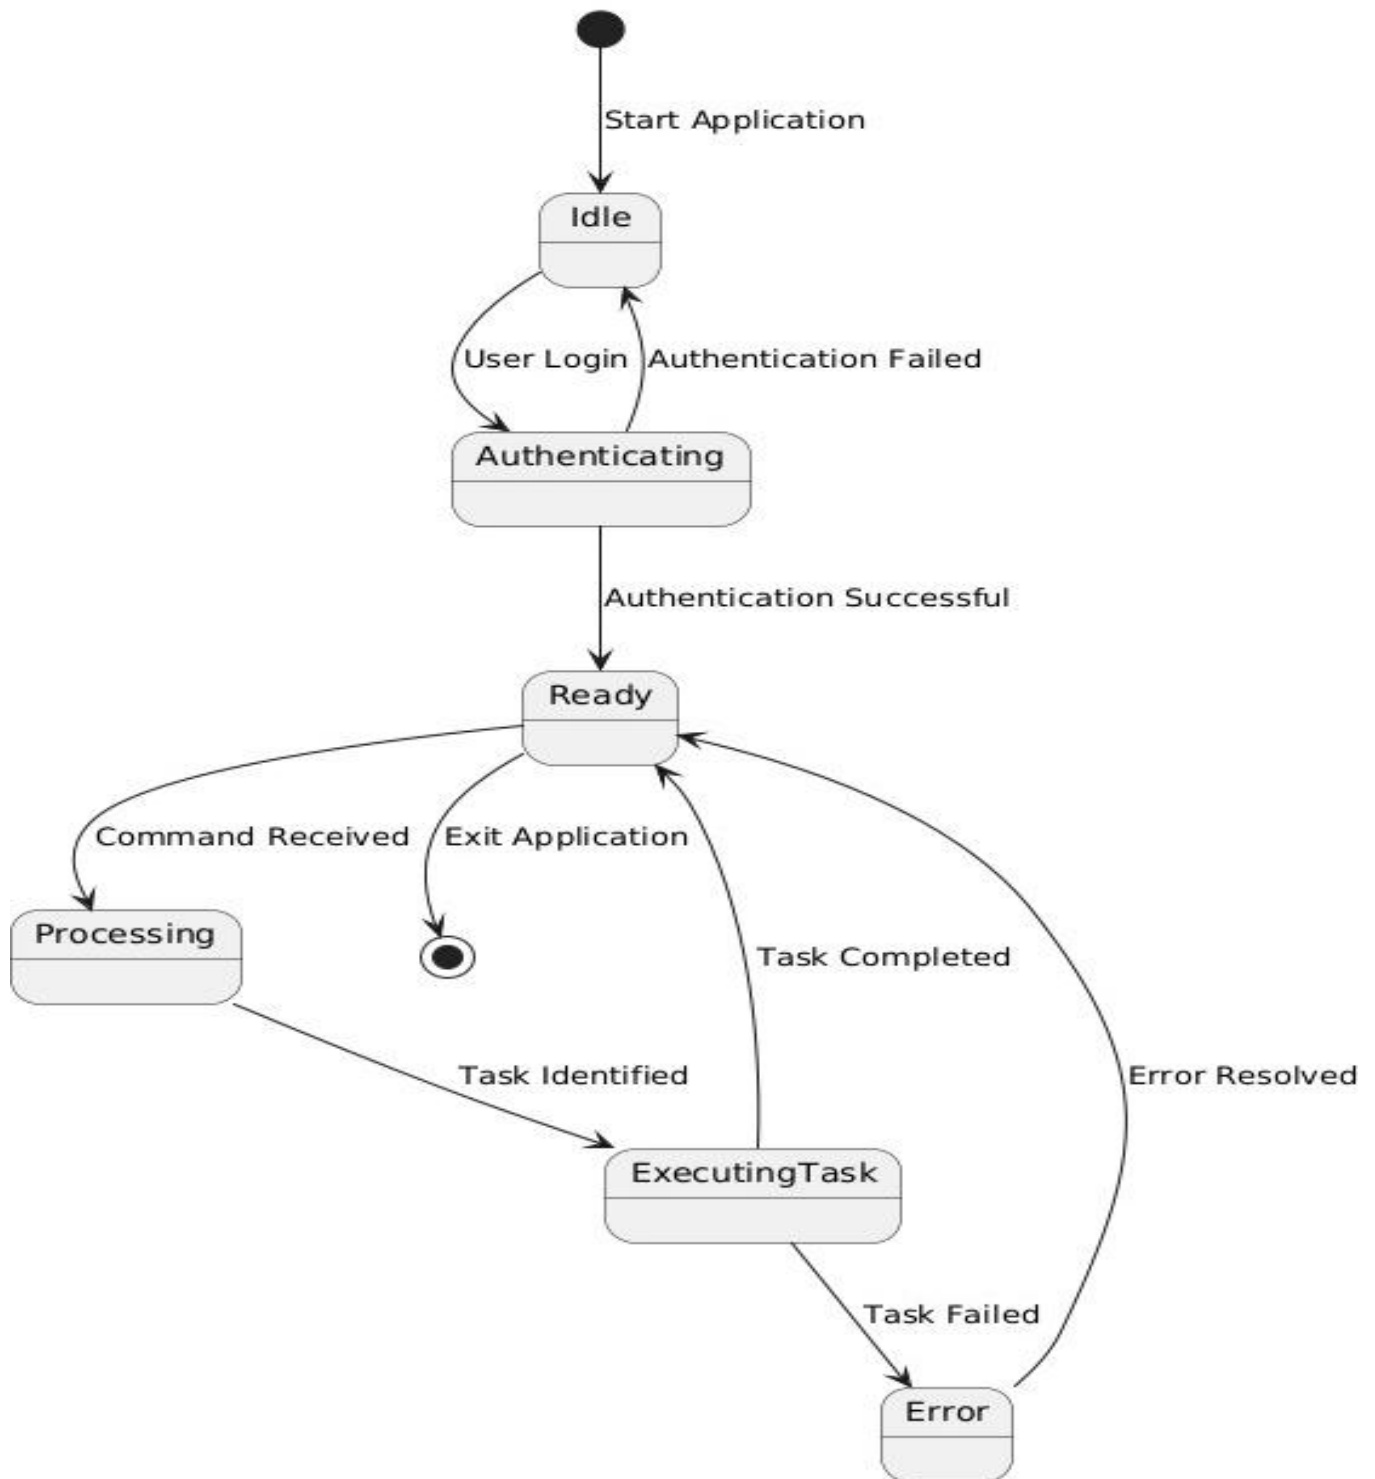 Start Application
Idle
User Login
Authentication Failed
Authenticating
Authentication Successful
Ready
Command Received
Exit Application
Processing
Task Completed
Task Identified
Error Resolved
ExecutingTask
Task Failed
Error